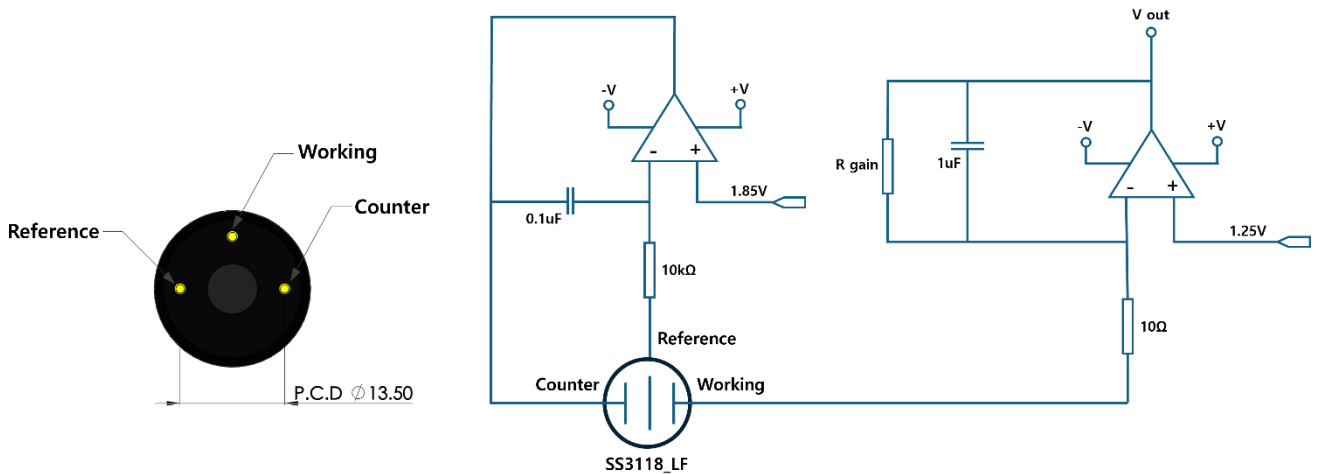 Working
Counter
Reference
P.C.D ∅ 13.50
-V
+V
-
+
0.1uF
1.85V
10kΩ
Reference
Counter
Working
SS3118_LF
V out
R gain
1uF
-V
+V
-
+
1.25V
10Ω